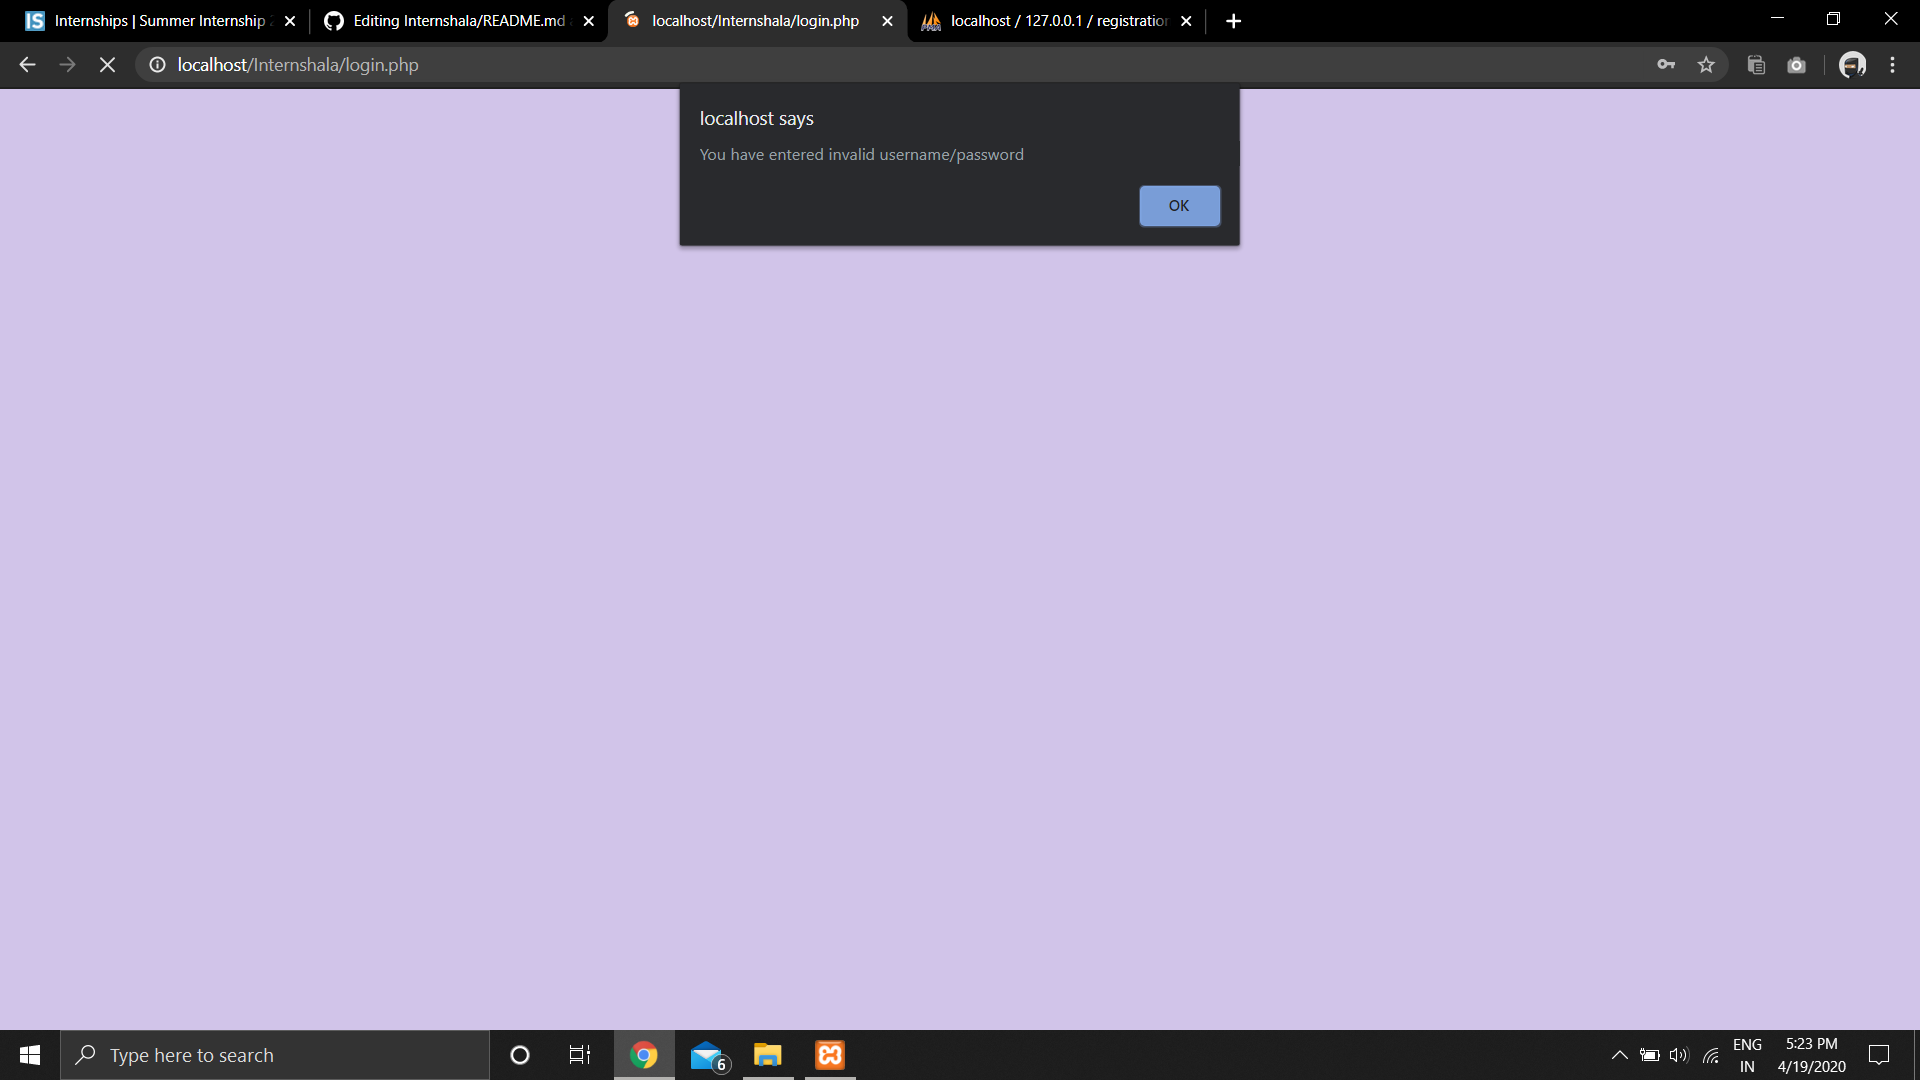 IS Internships | Summer Internship
Editing Internshala/README.md
localhost/Internshala/login.php
localhost / 127.0.0.1 / registration
localhost/Internshala/login.php
localhost says
You have entered invalid username/password
OK
Type here to search
6
ENG
IN
5:23 PM
4/19/2020